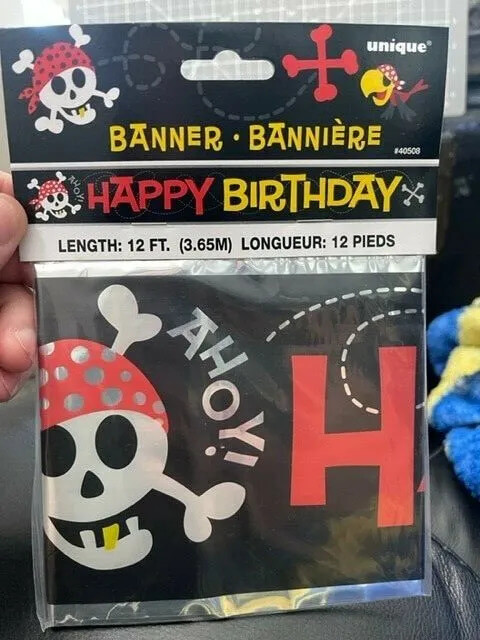 unique®
BANNER · BANNIÈRE
#40508
AHOY! HAPPY BIRTHDAY
LENGTH: 12 FT. (3.65M) LONGUEUR: 12 PIEDS
AHOY!
H